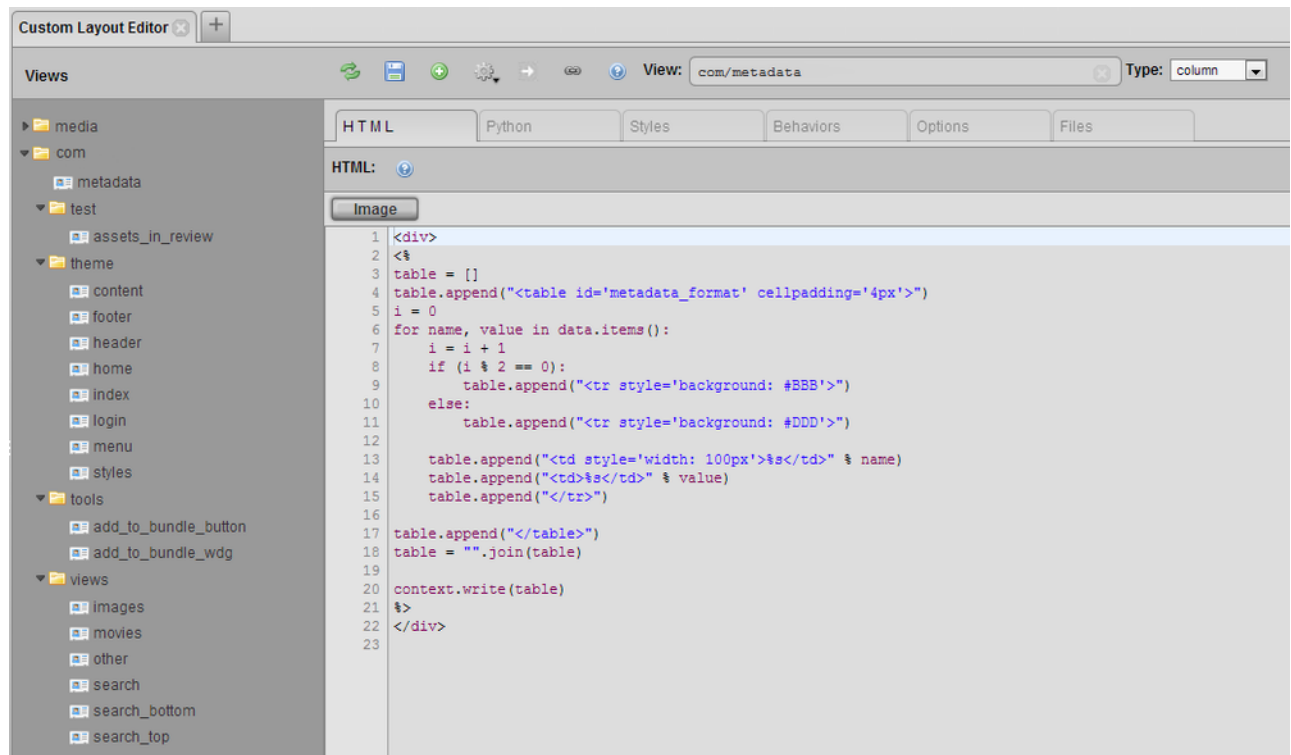 Custom Layout Editor
Views
View: com/metadata Type: column
media
com
metadata
test
assets_in_review
theme
content
footer
header
home
index
login
menu
styles
tools
add_to_bundle_button
add_to_bundle_wdg
views
images
movies
other
search
search_bottom
search_top
HTML Python Styles Behaviors Options Files
HTML:
Image
1 <div>
2 <%
3 table = []
4 table.append("<table id='metadata_format' cellpadding='4px'>")
5 i = 0
6 for name, value in data.items():
7     i = i + 1
8     if (i % 2 == 0):
9         table.append("<tr style='background: #BBB'>")
10     else:
11         table.append("<tr style='background: #DDD'>")
12
13     table.append("<td style='width: 100px'>%s</td>" % name)
14     table.append("<td>%s</td>" % value)
15     table.append("</tr>")
16
17 table.append("</table>")
18 table = "".join(table)
19
20 context.write(table)
21 %>
22 </div>
23